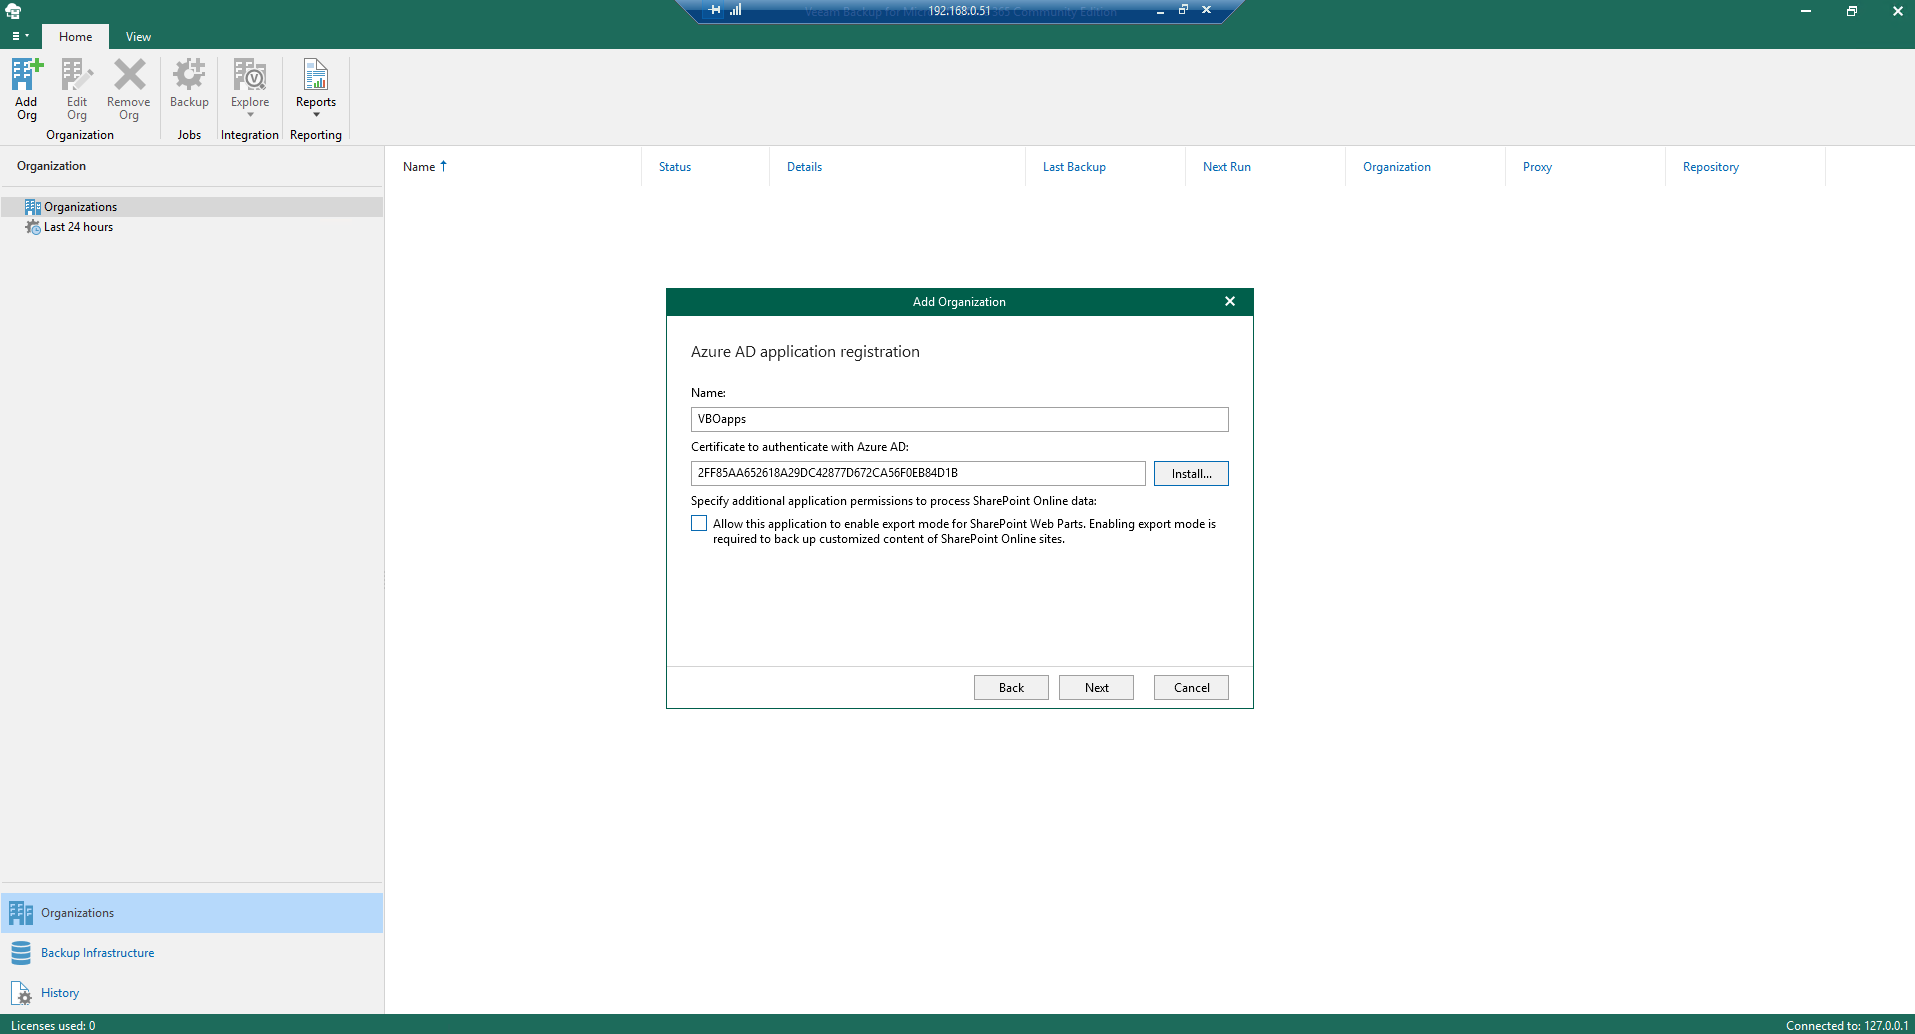 Veeam Backup for Micr
192.168.0.51
365 Community Edition
Home
View
Add
Org
Edit
Org
Remove
Org
Organization
Backup
Jobs
Explore
Integration
Reports
Reporting
Organization
Organizations
Last 24 hours
Name
Status
Details
Last Backup
Next Run
Organization
Proxy
Repository
Add Organization
Azure AD application registration
Name:
VBOapps
Certificate to authenticate with Azure AD:
2FF85AA652618A29DC42877D672CA56F0EB84D1B
Install...
Specify additional application permissions to process SharePoint Online data:
Allow this application to enable export mode for SharePoint Web Parts. Enabling export mode is
required to back up customized content of SharePoint Online sites.
Back
Next
Cancel
Organizations
Backup Infrastructure
History
Licenses used: 0
Connected to: 127.0.0.1